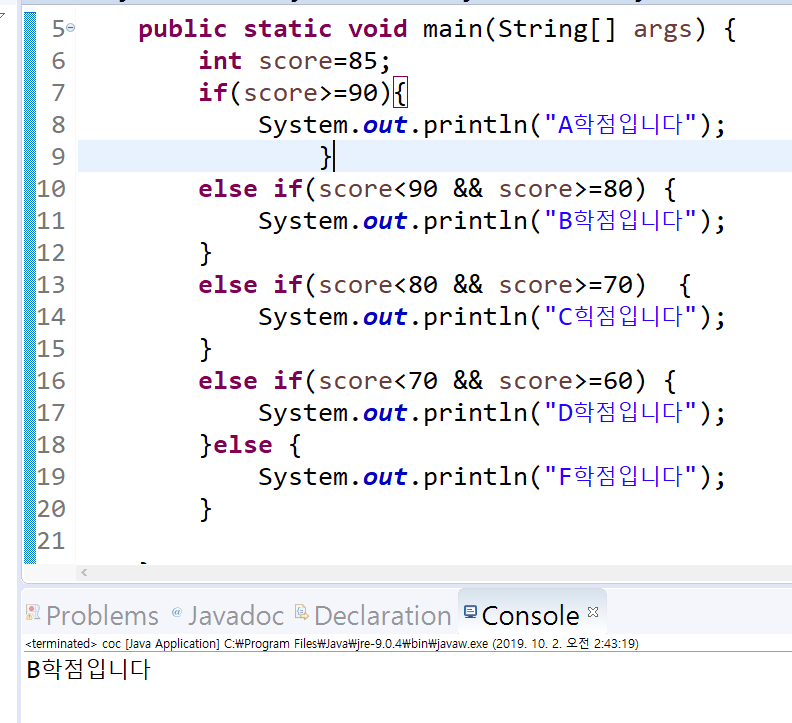 5 public static void main(String[] args) {
6 int score=85;
7 if(score>=90){
8 System.out.println("A학점입니다");
9 }
10 else if(score<90 && score>=80) {
11 System.out.println("B학점입니다");
12 }
13 else if(score<80 && score>=70)  {
14 System.out.println("C힉점입니다");
15 }
16 else if(score<70 && score>=60) {
17 System.out.println("D학점입니다");
18 }else {
19 System.out.println("F학점입니다");
20 }
21
Problems @ Javadoc Declaration Console
<terminated> coc [Java Application] C:₩Program Files₩Java₩jre-9.0.4₩bin₩javaw.exe (2019. 10. 2. 오전 2:43:19)
B학점입니다